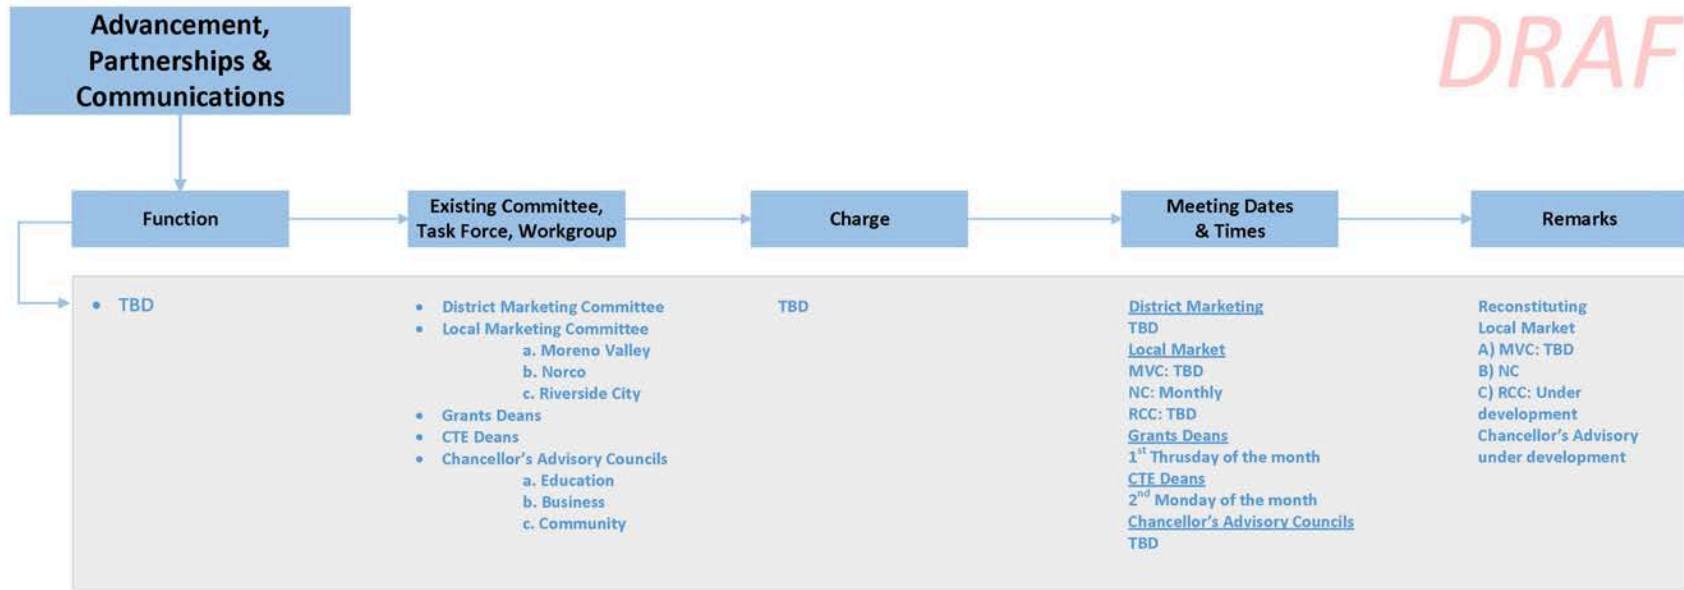 Advancement,
Partnerships &
Communications
DRAF
Function
Existing Committee,
Task Force, Workgroup
Charge
Meeting Dates
& Times
Remarks
• TBD
• District Marketing Committee
• Local Marketing Committee
a. Moreno Valley
b. Norco
c. Riverside City
• Grants Deans
• CTE Deans
• Chancellor's Advisory Councils
a. Education
b. Business
c. Community
TBD
District Marketing
TBD
Local Market
MVC: TBD
NC: Monthly
RCC: TBD
Grants Deans
1st Thrusday of the month
CTE Deans
2nd Monday of the month
Chancellor's Advisory Councils
TBD
Reconstituting
Local Market
A) MVC: TBD
B) NC
C) RCC: Under
development
Chancellor's Advisory
under development